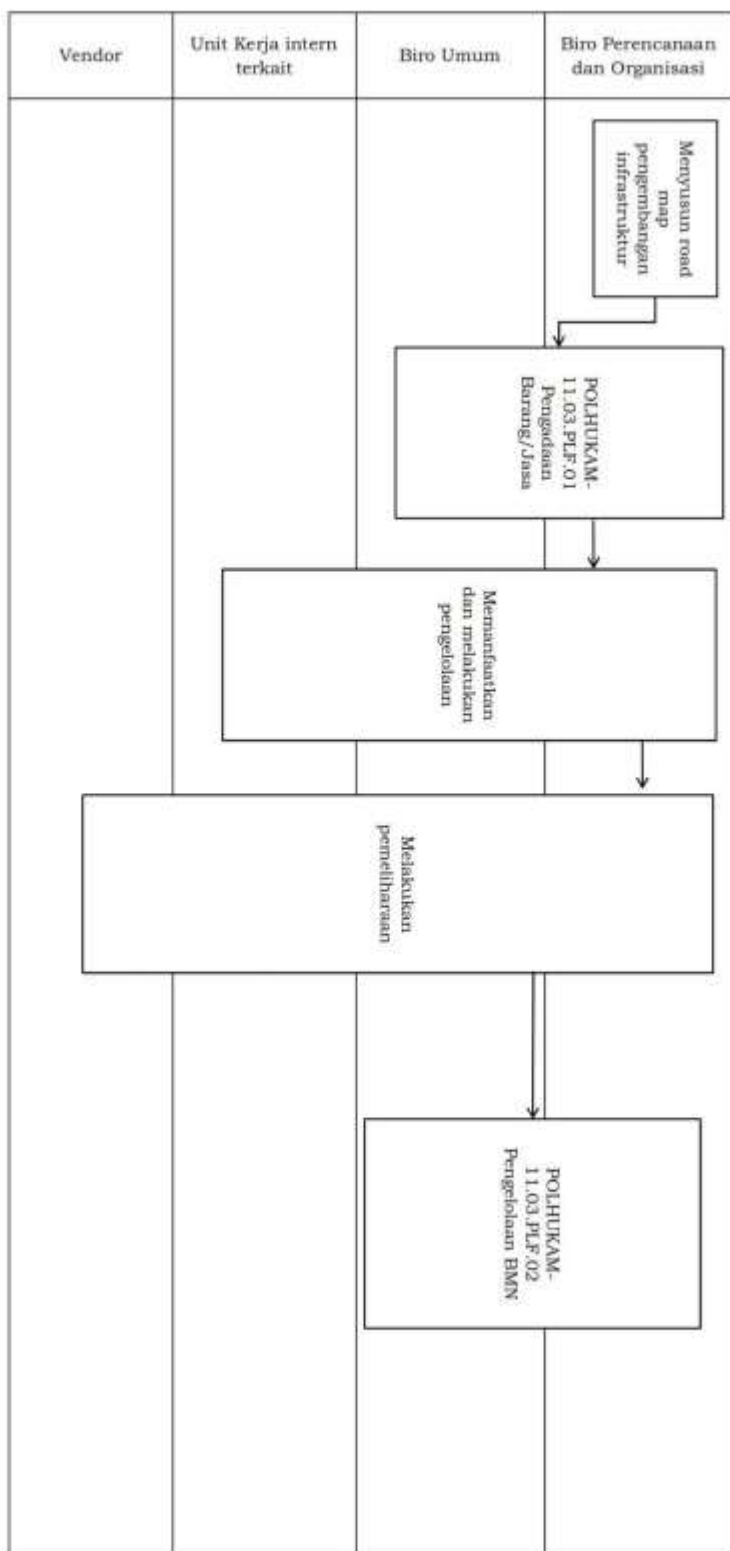 Vendor
Unit Kerja intern
terkait
Biro Umum
Biro Perencanaan
dan Organisasi
Menyusun road
map
pengembangan
infrastruktur
POLHUKAM-
11.03.PLF.01
Pengadaan
Barang/Jasa
Memanfaatkan
dan melakukan
pengelolaan
Melakukan
pemeliharaan
POLHUKAM-
11.03.PLF.02
Pengelolaan BMN